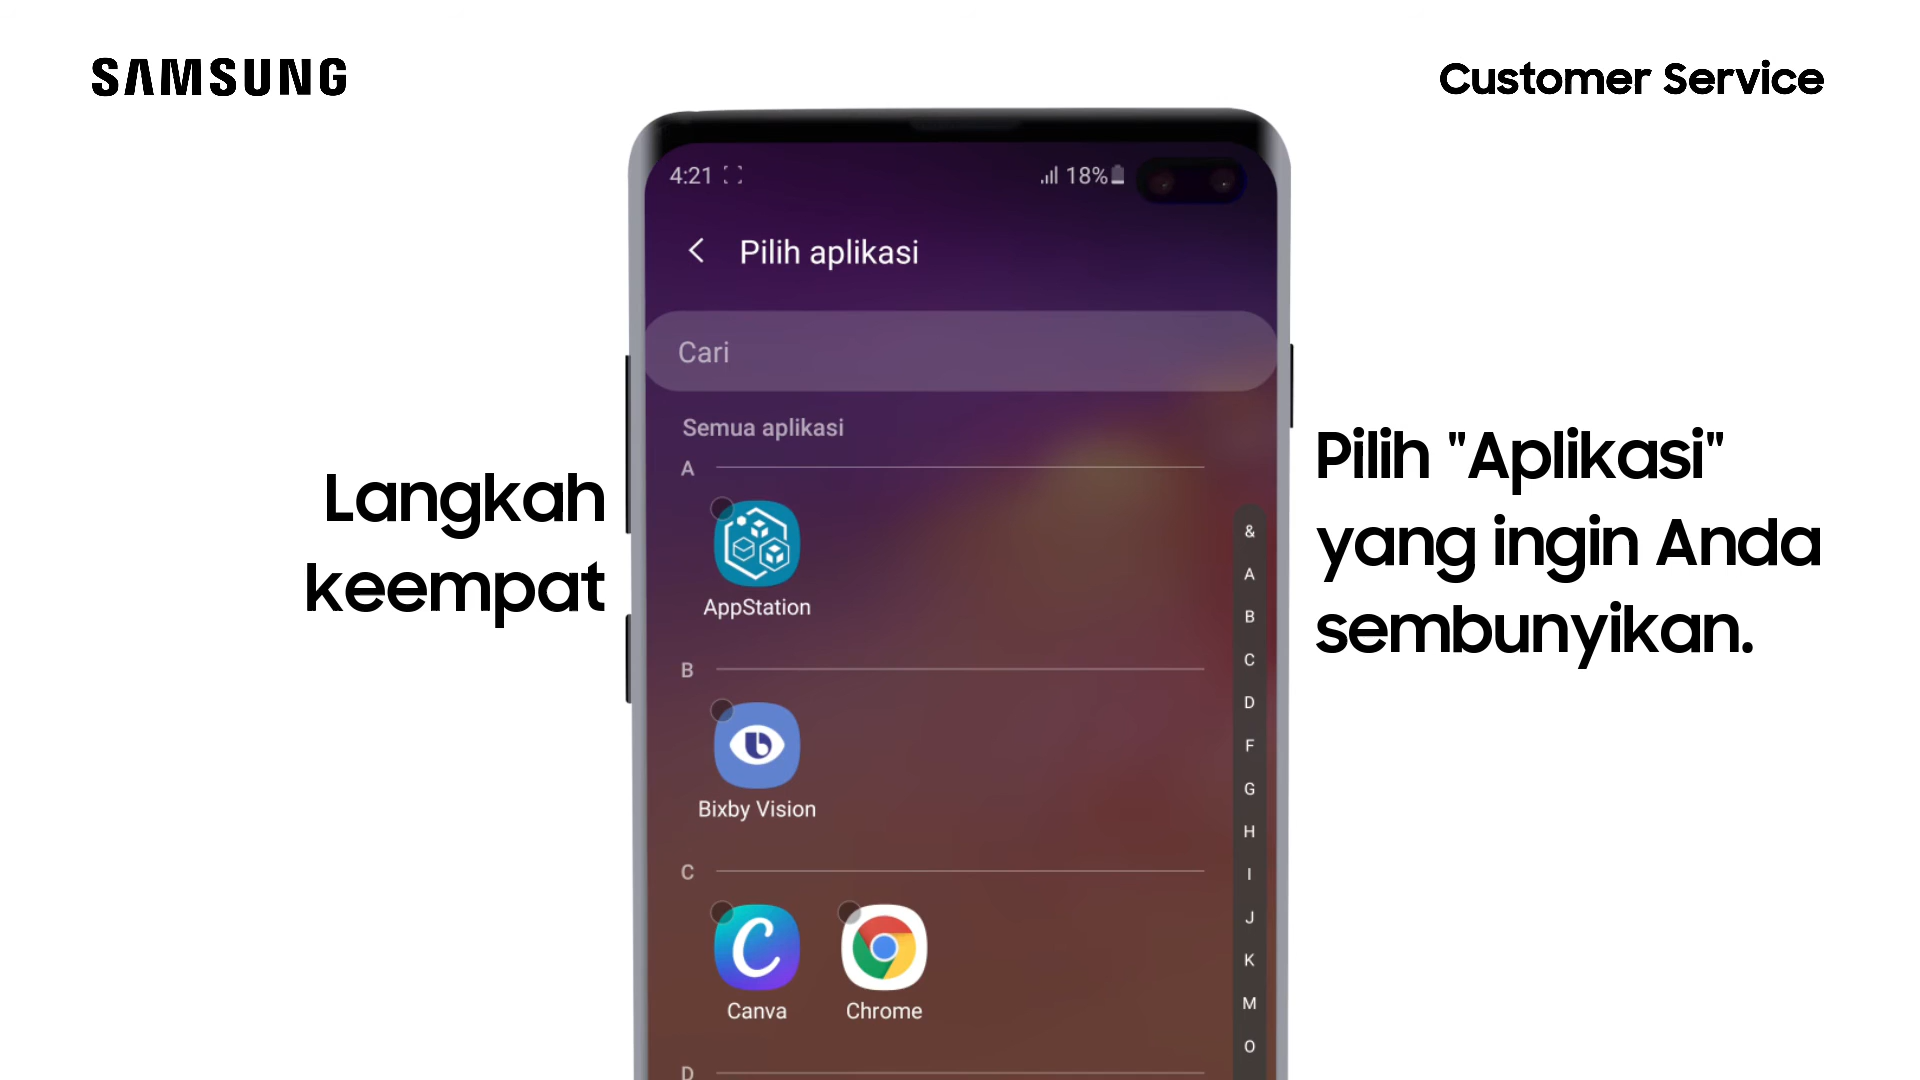 SAMSUNG
Customer Service
4:21
18%
Pilih aplikasi
Cari
Semua aplikasi
A
AppStation
B
Bixby Vision
C
Canva Chrome
D
&
A
B
C
D
F
G
H
I
J
K
M
O
Langkah
keempat
Pilih "Aplikasi"
yang ingin Anda
sembunyikan.